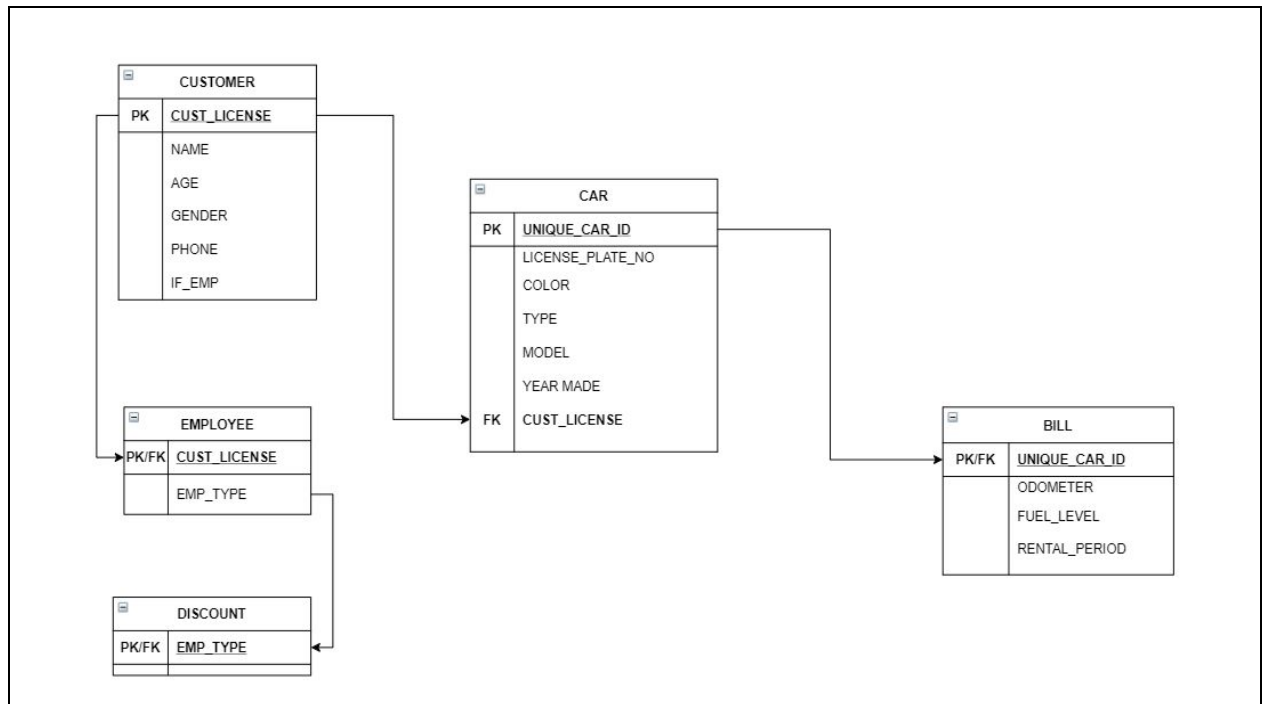 CUSTOMER
PK CUST_LICENSE
NAME
AGE
GENDER
PHONE
IF_EMP
CAR
PK UNIQUE_CAR_ID
LICENSE_PLATE_NO
COLOR
TYPE
MODEL
YEAR MADE
FK CUST_LICENSE
EMPLOYEE
PK/FK CUST_LICENSE
EMP_TYPE
BILL
PK/FK UNIQUE_CAR_ID
ODOMETER
FUEL_LEVEL
RENTAL_PERIOD
DISCOUNT
PK/FK EMP_TYPE